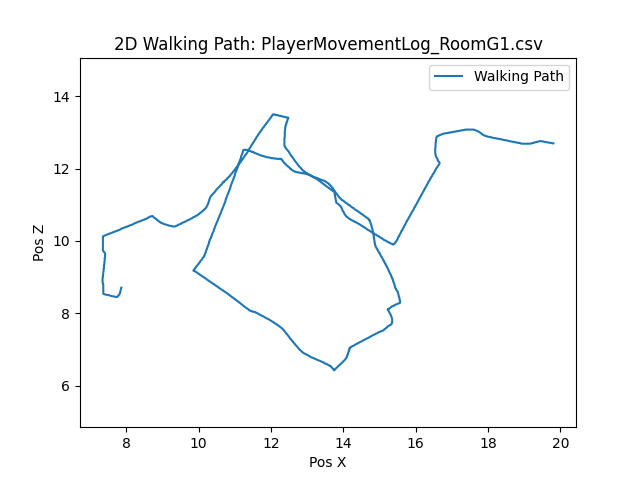 2D Walking Path: PlayerMovementLog_RoomG1.csv
Walking Path
14
12
10
8
6
Pos Z
8 10 12 14 16 18 20
Pos X